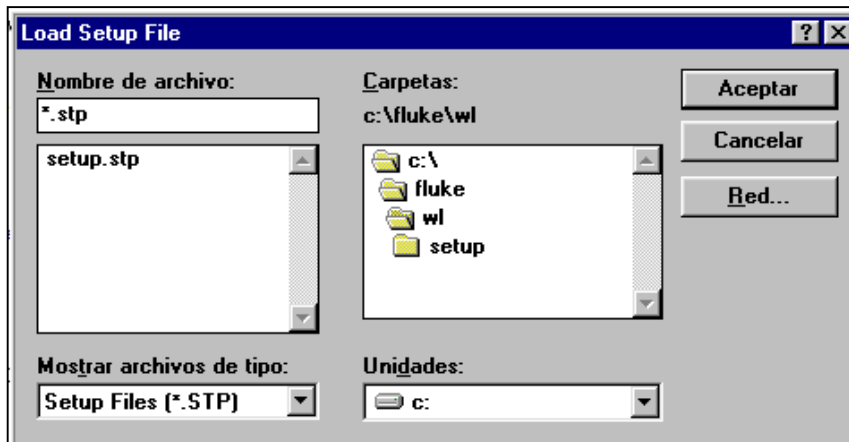 Load Setup File
Nombre de archivo:
*.stp
setup.stp
Carpetas:
c:\fluke\wl
c:\
fluke
wl
setup
Aceptar
Cancelar
Red...
Mostrar archivos de tipo:
Setup Files (*.STP)
Unidades:
c: